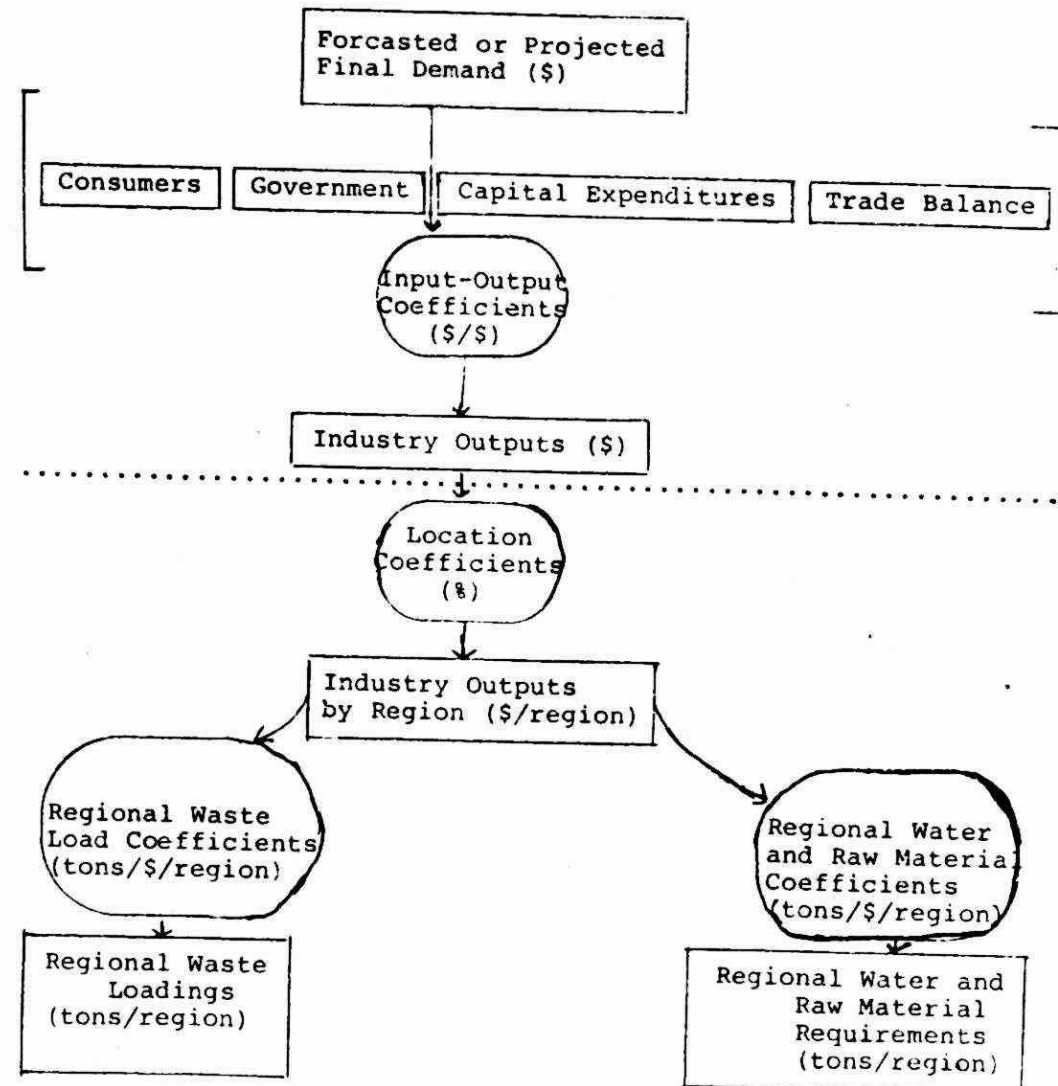 Forcasted or Projected
Final Demand ($)
Consumers
Government
Capital Expenditures
Trade Balance
Input-Output
Coefficients
($/$)
Industry Outputs ($)
Location
Coefficients
(%)
Industry Outputs
by Region ($/region)
Regional Waste
Load Coefficients
(tons/$/region)
Regional Water
and Raw Materia
Coefficients
(tons/$/region)
Regional Waste
Loadings
(tons/region)
Regional Water and
Raw Material
Requirements
(tons/region)